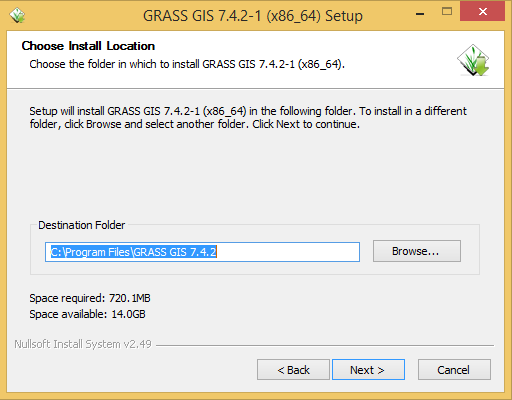 GRASS GIS 7.4.2-1 (x86_64) Setup
Choose Install Location
Choose the folder in which to install GRASS GIS 7.4.2-1 (x86_64).
Setup will install GRASS GIS 7.4.2-1 (x86_64) in the following folder. To install in a different
folder, click Browse and select another folder. Click Next to continue.
Destination Folder
C:\Program Files\GRASS GIS 7.4.2
Browse...
Space required: 720.1MB
Space available: 14.0GB
Nullsoft Install System v2.49
< Back
Next >
Cancel